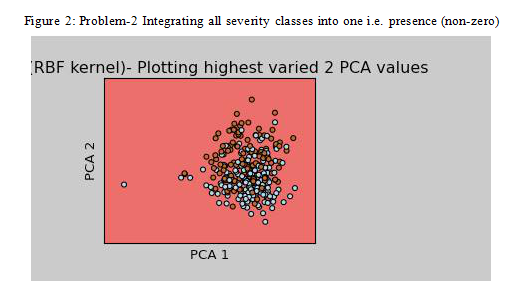 Figure 2: Problem-2 Integrating all severity classes into one i.e. presence (non-zero)
(RBF kernel)- Plotting highest varied 2 PCA values
PCA 2
PCA 1